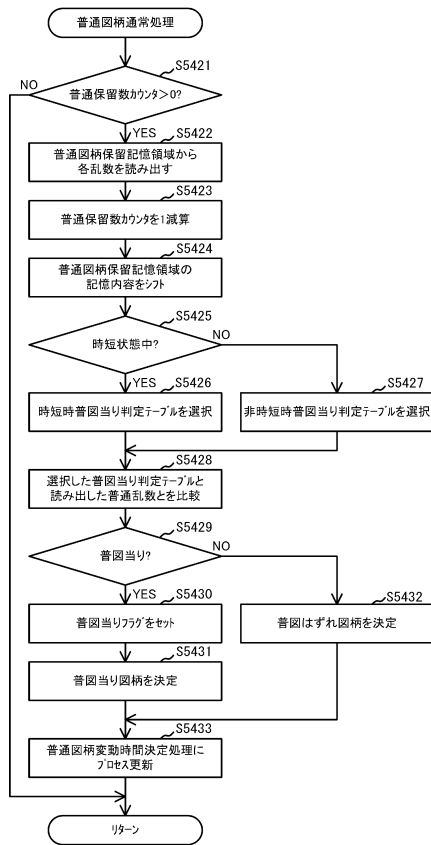 普通図柄通常処理
S5421
NO
普通保留数カウンタ>0?
YES
S5422
普通図柄保留記憶領域から
各乱数を読み出す
S5423
普通保留数カウンタを1減算
S5424
普通図柄保留記憶領域の
記憶内容をシフト
S5425
時短状態中?
NO
YES
S5426
S5427
時短時普図当り判定テーブルを選択
非時短時普図当り判定テーブルを選択
S5428
選択した普図当り判定テーブルと
読み出した普通乱数とを比較
S5429
普図当り?
NO
YES
S5430
S5432
普図当りフラグをセット
普図はずれ図柄を決定
S5431
普図当り図柄を決定
S5433
普通図柄変動時間決定処理に
プロセス更新
リターン